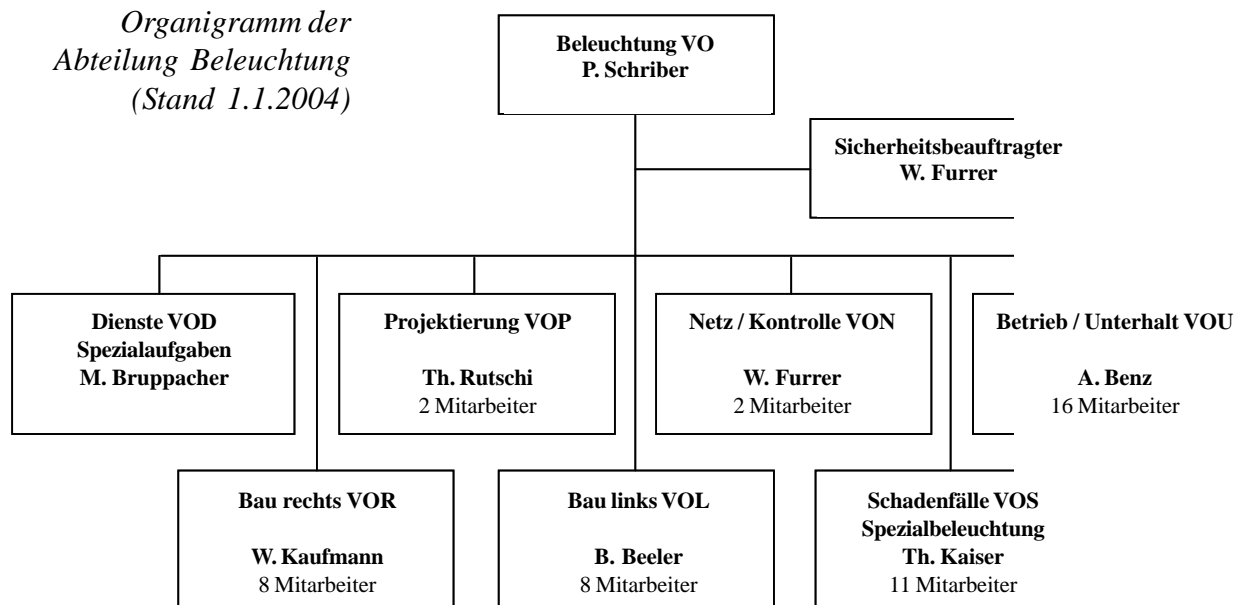 Organigramm der
Abteilung Beleuchtung
(Stand 1.1.2004)
Beleuchtung VO
P. Schriber
Sicherheitsbeauftragter
W. Furrer
Dienste VOD
Spezialaufgaben
M. Bruppacher
Projektierung VOP
Th. Rutschi
2 Mitarbeiter
Netz / Kontrolle VON
W. Furrer
2 Mitarbeiter
Betrieb / Unterhalt VOU
A. Benz
16 Mitarbeiter
Bau rechts VOR
W. Kaufmann
8 Mitarbeiter
Bau links VOL
B. Beeler
8 Mitarbeiter
Schadenfälle VOS
Spezialbeleuchtung
Th. Kaiser
11 Mitarbeiter